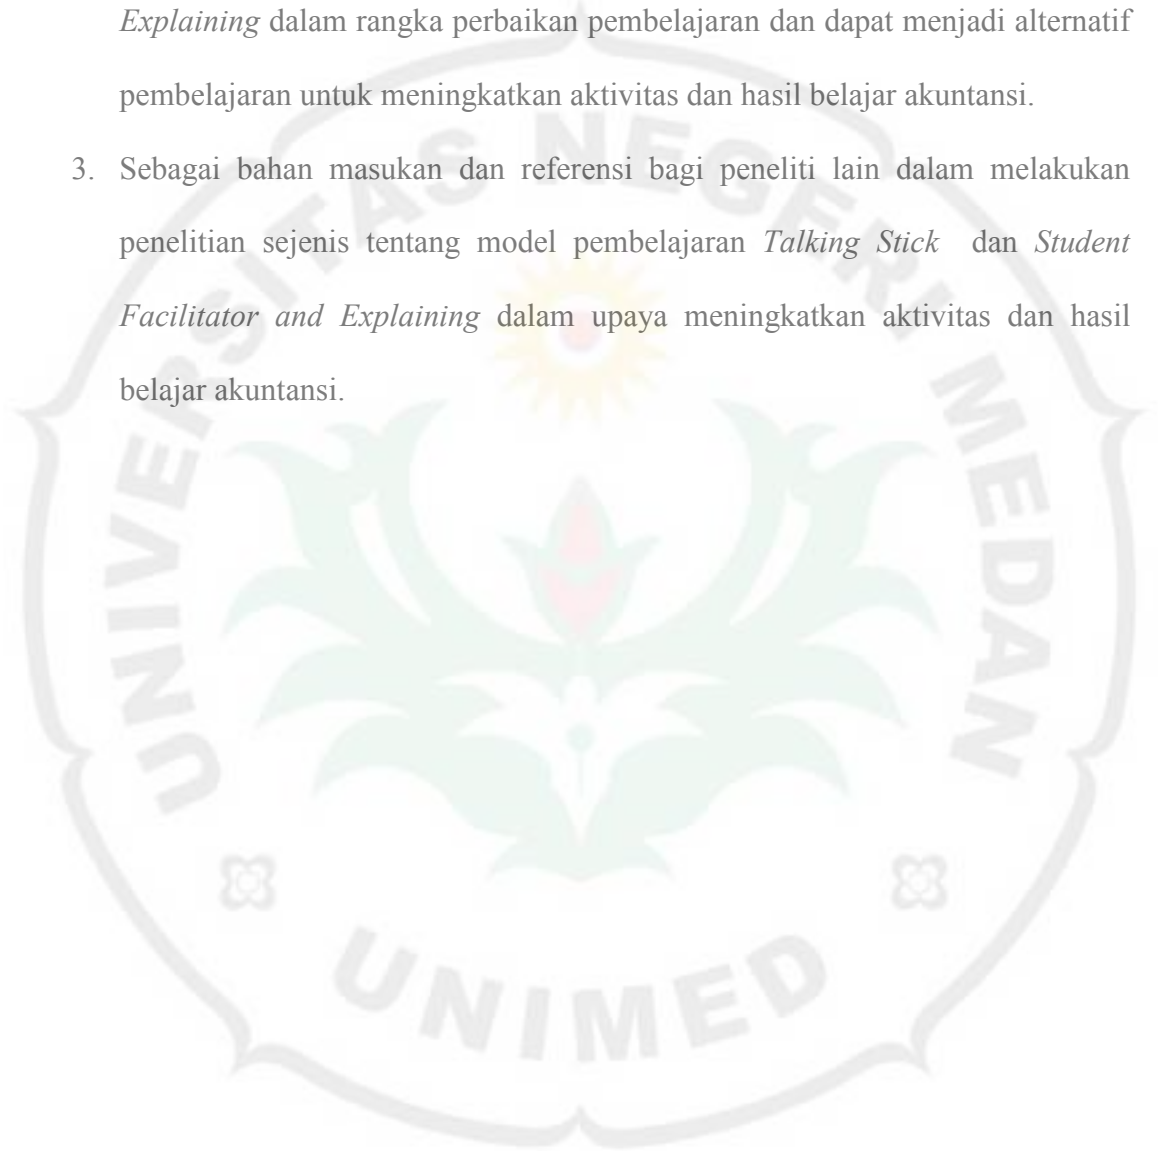 Explaining dalam rangka perbaikan pembelajaran dan dapat menjadi alternatif
pembelajaran untuk meningkatkan aktivitas dan hasil belajar akuntansi.
3. Sebagai bahan masukan dan referensi bagi peneliti lain dalam melakukan
penelitian sejenis tentang model pembelajaran Talking Stick dan Student
Facilitator and Explaining dalam upaya meningkatkan aktivitas dan hasil
belajar akuntansi.
UNIVERSITAS NEGERI MEDAN
UNIMED